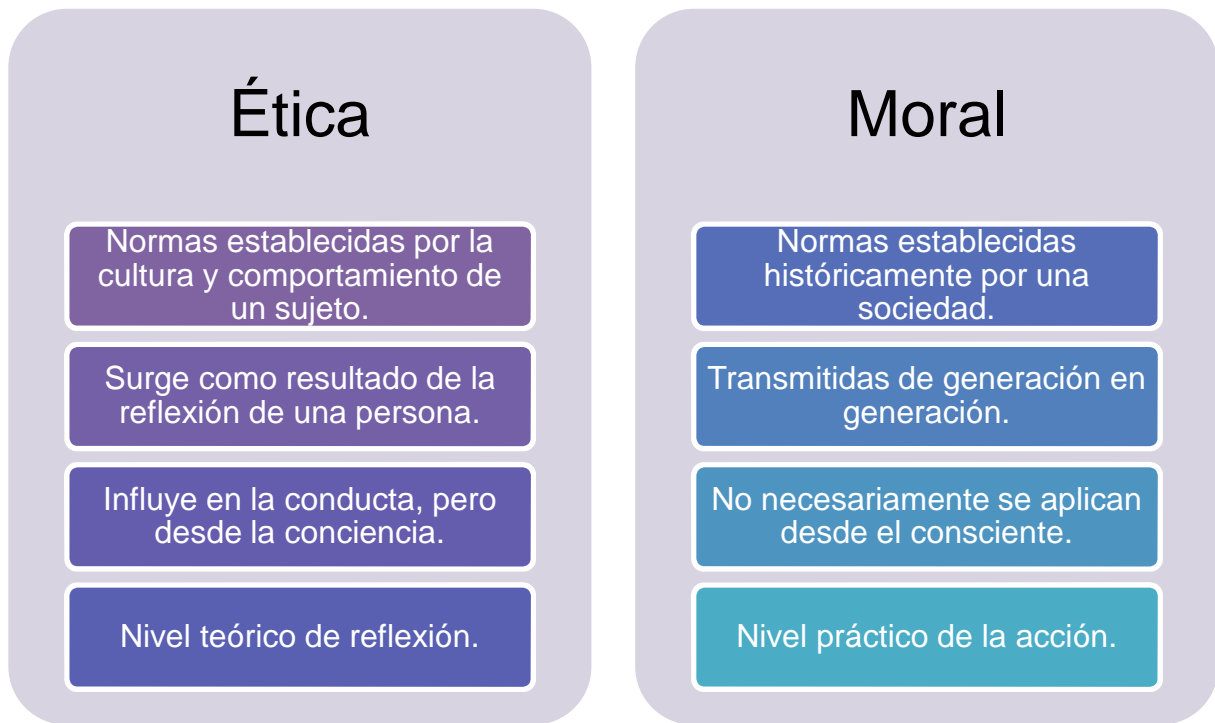 Ética
Normas establecidas por la
cultura y comportamiento de
un sujeto.
Surge como resultado de la
reflexión de una persona.
Influye en la conducta, pero
desde la conciencia.
Nivel teórico de reflexión.
Moral
Normas establecidas
históricamente por una
sociedad.
Transmitidas de generación en
generación.
No necesariamente se aplican
desde el consciente.
Nivel práctico de la acción.